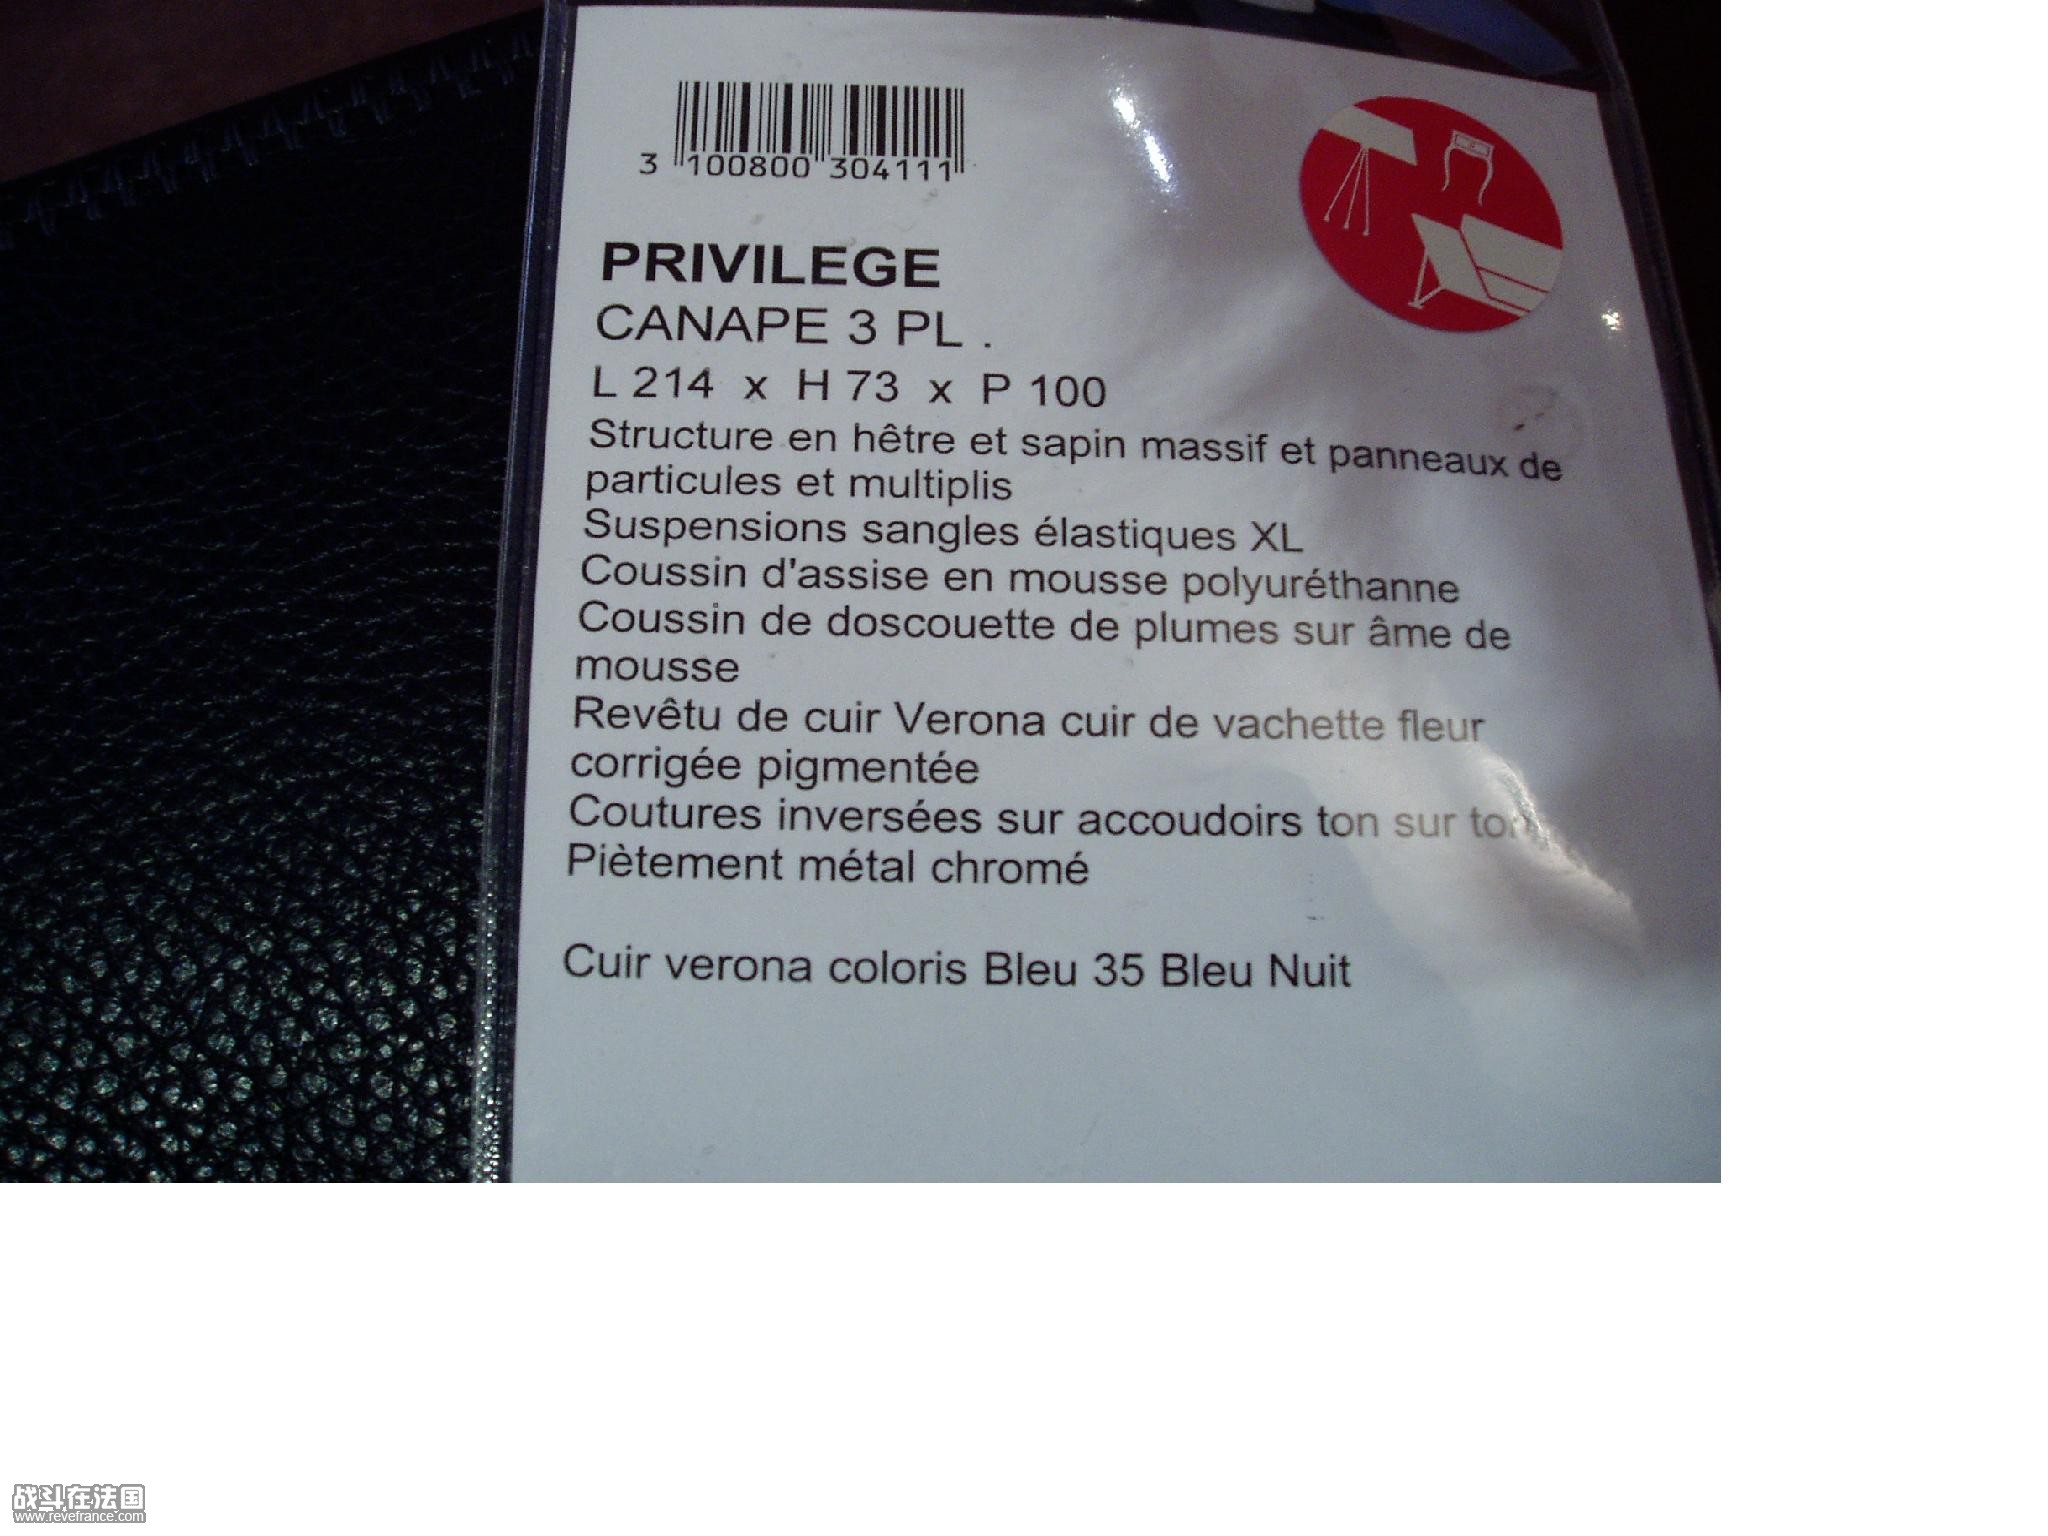 3 100800 304111
PRIVILEGE
CANAPE 3 PL .
L 214 x H 73 x P 100
Structure en hêtre et sapin massif et panneaux de
particules et multiplis
Suspensions sangles élastiques XL
Coussin d'assise en mousse polyuréthanne
Coussin de doscouette de plumes sur âme de
mousse
Revêtu de cuir Verona cuir de vachette fleur
corrigée pigmentée
Coutures inversées sur accoudoirs ton sur ton
Piètement métal chromé
Cuir verona coloris Bleu 35 Bleu Nuit
战斗在法国
www.revefrance.com